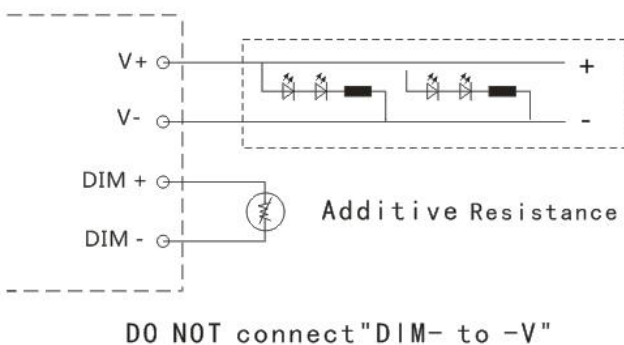 V+
+
V-
-
DIM +
Additive Resistance
DIM -
DO NOT connect"DIM- to -V"